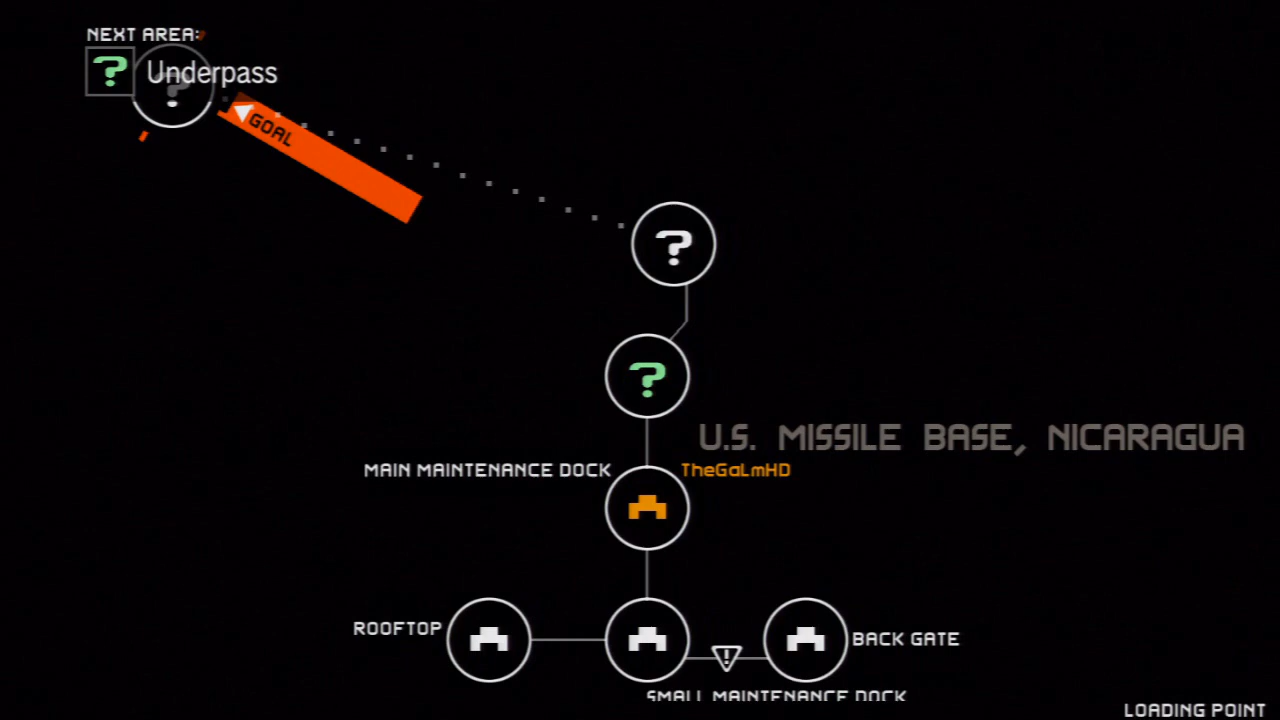 NEXT AREA:
? Underpass
?
GOAL
?
?
U.S. MISSILE BASE, NICARAGUA
MAIN MAINTENANCE DOCK
TheGaLmHD
ROOFTOP
!
BACK GATE
SMALL MAINTENANCE DOCK
LOADING POINT